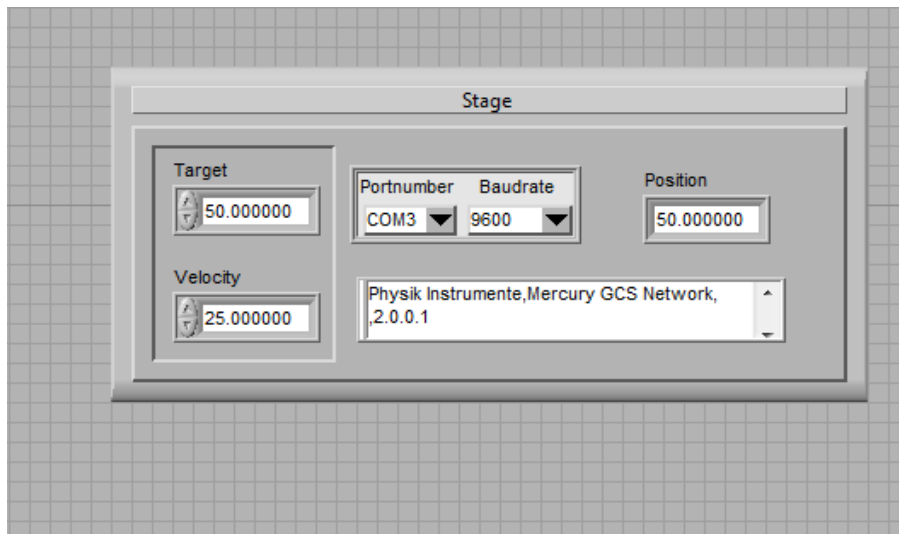 Stage
Target
50.000000
Velocity
25.000000
Portnumber Baudrate
COM3 9600
Physik Instrumente,Mercury GCS Network,
,2.0.0.1
Position
50.000000